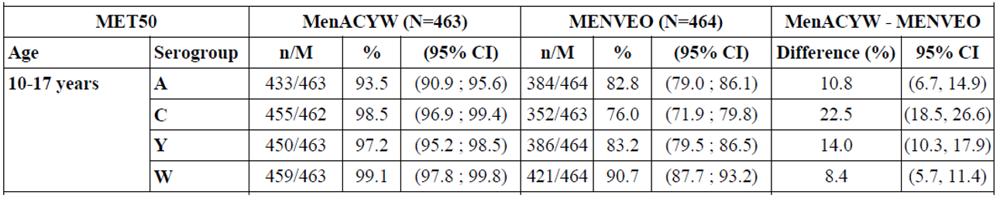 MET50 MenACYW (N=463) MENVEO (N=464) MenACYW - MENVEO
Age Serogroup n/M % (95% CI) n/M % (95% CI) Difference (%) 95% CI
10-17 years A 433/463 93.5 (90.9 ; 95.6) 384/464 82.8 (79.0 ; 86.1) 10.8 (6.7, 14.9)
C 455/462 98.5 (96.9 ; 99.4) 352/463 76.0 (71.9 ; 79.8) 22.5 (18.5, 26.6)
Y 450/463 97.2 (95.2 ; 98.5) 386/464 83.2 (79.5 ; 86.5) 14.0 (10.3, 17.9)
W 459/463 99.1 (97.8 ; 99.8) 421/464 90.7 (87.7 ; 93.2) 8.4 (5.7, 11.4)